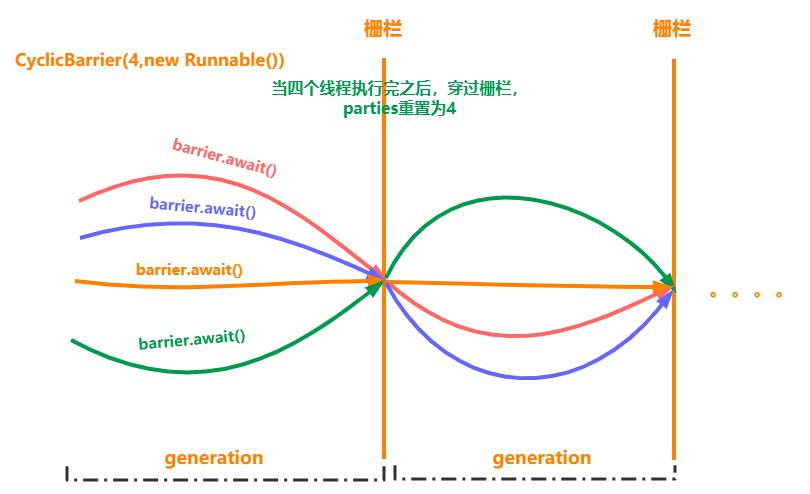 栅栏
栅栏
CyclicBarrier(4,new Runnable())
当四个线程执行完之后，穿过栅栏，
parties重置为4
barrier.await()
barrier.await()
barrier.await()
barrier.await()
。。。。
generation
generation